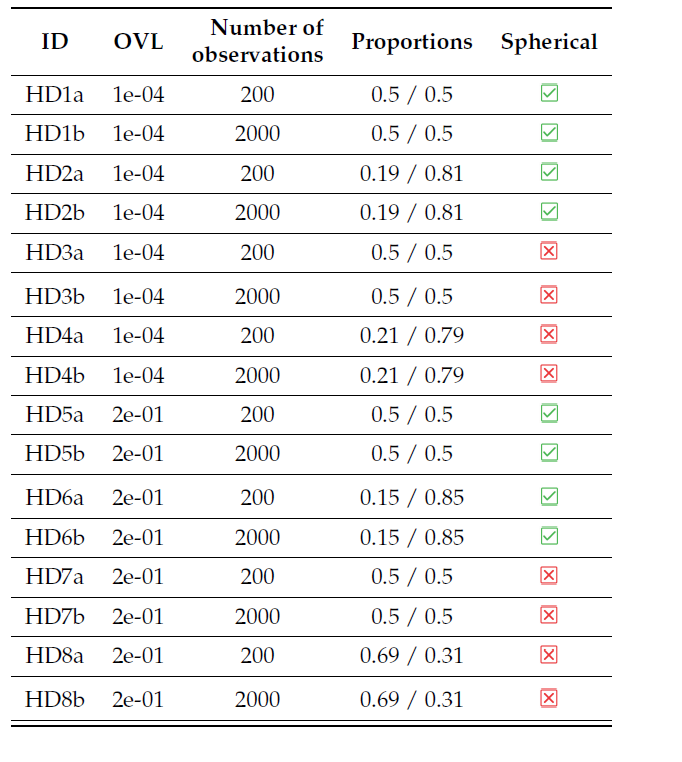 ID OVL Number of observations Proportions Spherical
HD1a 1e-04 200 0.5 / 0.5 ✓
HD1b 1e-04 2000 0.5 / 0.5 ✓
HD2a 1e-04 200 0.19 / 0.81 ✓
HD2b 1e-04 2000 0.19 / 0.81 ✓
HD3a 1e-04 200 0.5 / 0.5 ✗
HD3b 1e-04 2000 0.5 / 0.5 ✗
HD4a 1e-04 200 0.21 / 0.79 ✗
HD4b 1e-04 2000 0.21 / 0.79 ✗
HD5a 2e-01 200 0.5 / 0.5 ✓
HD5b 2e-01 2000 0.5 / 0.5 ✓
HD6a 2e-01 200 0.15 / 0.85 ✓
HD6b 2e-01 2000 0.15 / 0.85 ✓
HD7a 2e-01 200 0.5 / 0.5 ✗
HD7b 2e-01 2000 0.5 / 0.5 ✗
HD8a 2e-01 200 0.69 / 0.31 ✗
HD8b 2e-01 2000 0.69 / 0.31 ✗